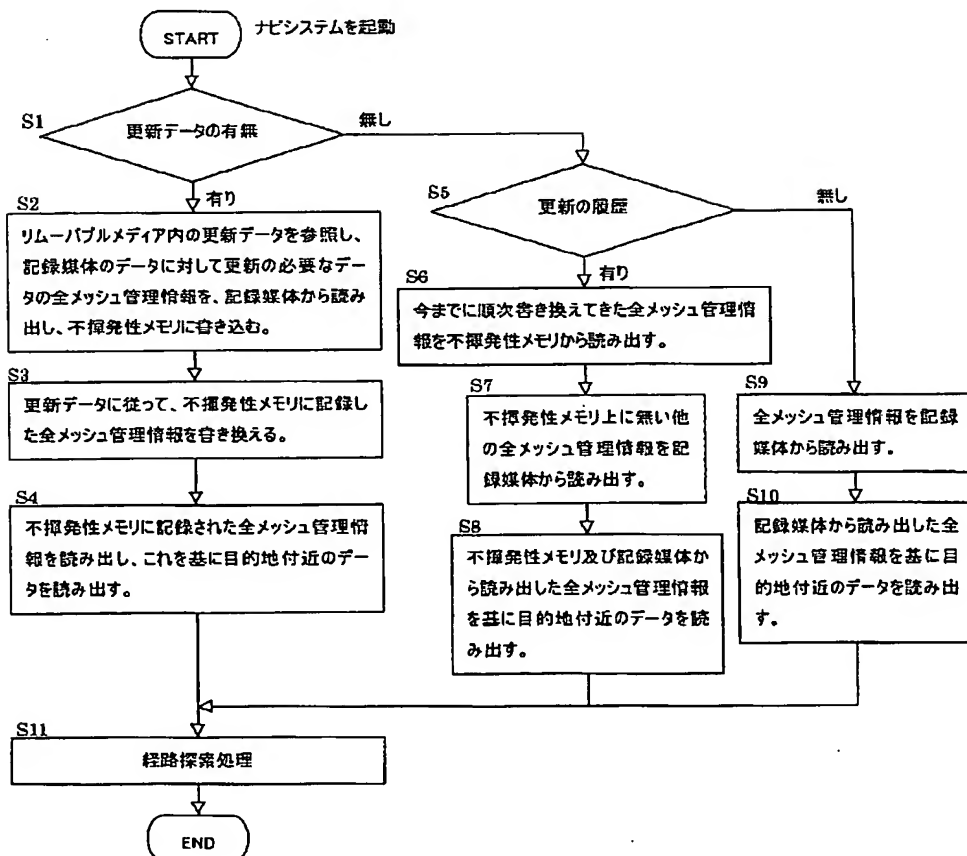 START
ナビシステムを起動
S1
更新データの有無
無し
有り
S2
リムーバブルメディア内の更新データを参照し、
記録媒体のデータに対して更新の必要なデー
タの全メッシュ管理情報を、記録媒体から読み
出し、不揮発性メモリに書き込む。
S3
更新データに従って、不揮発性メモリに記録し
た全メッシュ管理情報を書き換える。
S4
不揮発性メモリに記録された全メッシュ管理情
報を読み出し、これを基に目的地付近のデー
タを読み出す。
S5
更新の履歴
無し
有り
S6
今までに順次書き換えてきた全メッシュ管理情
報を不揮発性メモリから読み出す。
S7
不揮発性メモリ上に無い他
の全メッシュ管理情報を記
録媒体から読み出す。
S8
不揮発性メモリ及び記録媒体か
ら読み出した全メッシュ管理情報
を基に目的地付近のデータを読
み出す。
S9
全メッシュ管理情報を記録
媒体から読み出す。
S10
記録媒体から読み出した全
メッシュ管理情報を基に目
的地付近のデータを読み出
す。
S11
経路探索処理
END